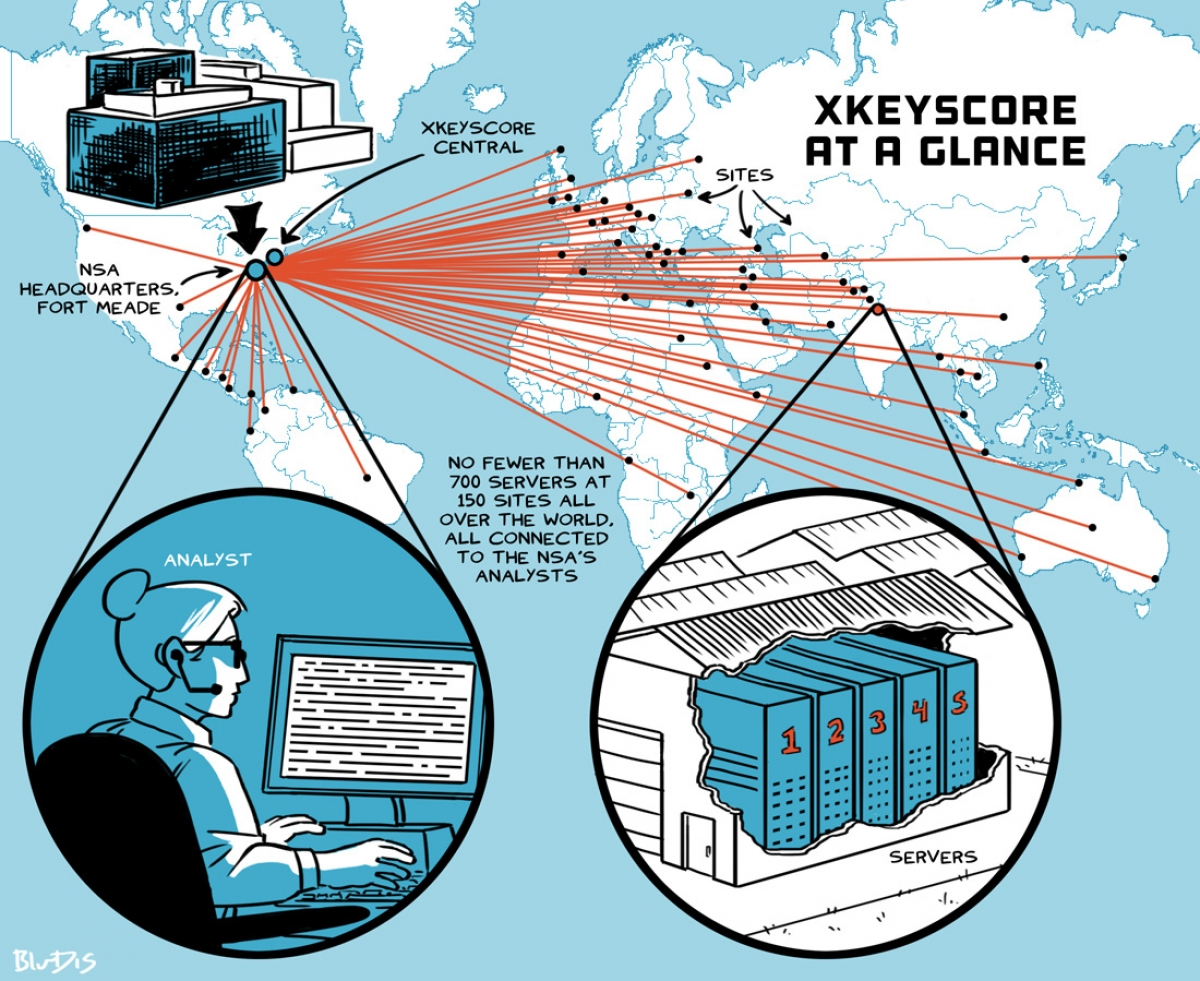 XKEYSCORE
AT A GLANCE
XKEYSCORE
CENTRAL
SITES
NSA
HEADQUARTERS,
FORT MEADE
NO FEWER THAN
700 SERVERS AT
150 SITES ALL
OVER THE WORLD,
ALL CONNECTED
TO THE NSA'S
ANALYSTS
ANALYST
1 2 3 4 5
SERVERS
BluDis